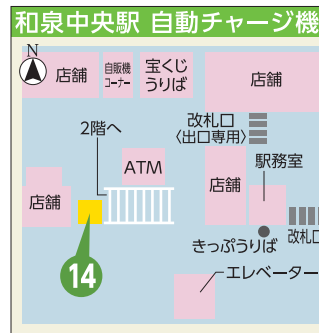 和泉中央駅 自動チャージ機
N
店舗
自販機
コーナー
宝くじ
うりば
店舗
改札口
〈出口専用〉
2階へ
ATM
店舗
駅務室
店舗
きっぷうりば
改札口
14
エレベーター